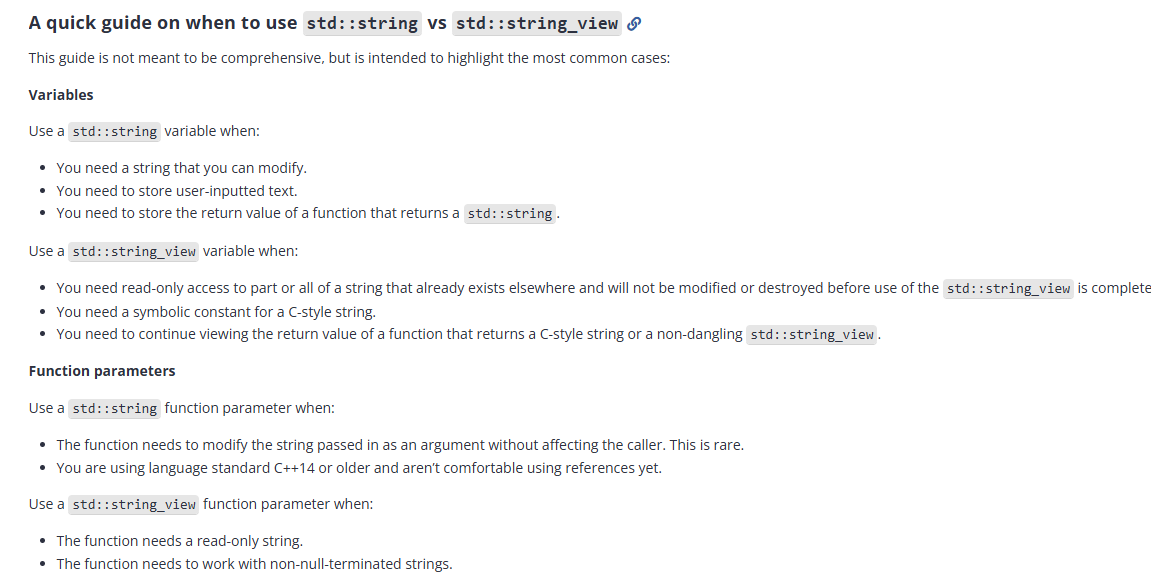 A quick guide on when to use std::string vs std::string_view
This guide is not meant to be comprehensive, but is intended to highlight the most common cases:
Variables
Use a std::string variable when:
• You need a string that you can modify.
• You need to store user-inputted text.
• You need to store the return value of a function that returns a std::string.
Use a std::string_view variable when:
• You need read-only access to part or all of a string that already exists elsewhere and will not be modified or destroyed before use of the std::string_view is complete
• You need a symbolic constant for a C-style string.
• You need to continue viewing the return value of a function that returns a C-style string or a non-dangling std::string_view.
Function parameters
Use a std::string function parameter when:
• The function needs to modify the string passed in as an argument without affecting the caller. This is rare.
• You are using language standard C++14 or older and aren’t comfortable using references yet.
Use a std::string_view function parameter when:
• The function needs a read-only string.
• The function needs to work with non-null-terminated strings.